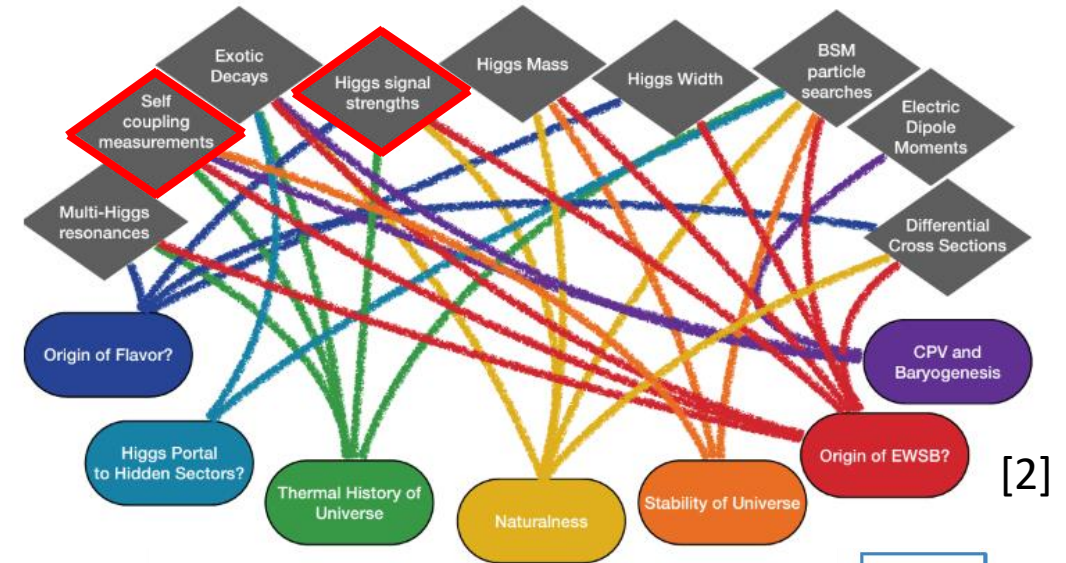 Exotic
Decays
Higgs signal
strengths
Higgs Mass
Higgs Width
BSM
particle
searches
Self
coupling
measurements
Electric
Dipole
Moments
Multi-Higgs
resonances
Differential
Cross Sections
Origin of Flavor?
CPV and
Baryogenesis
Higgs Portal
to Hidden Sectors?
Origin of EWSB?
[2]
Thermal History of
Universe
Naturalness
Stability of Universe